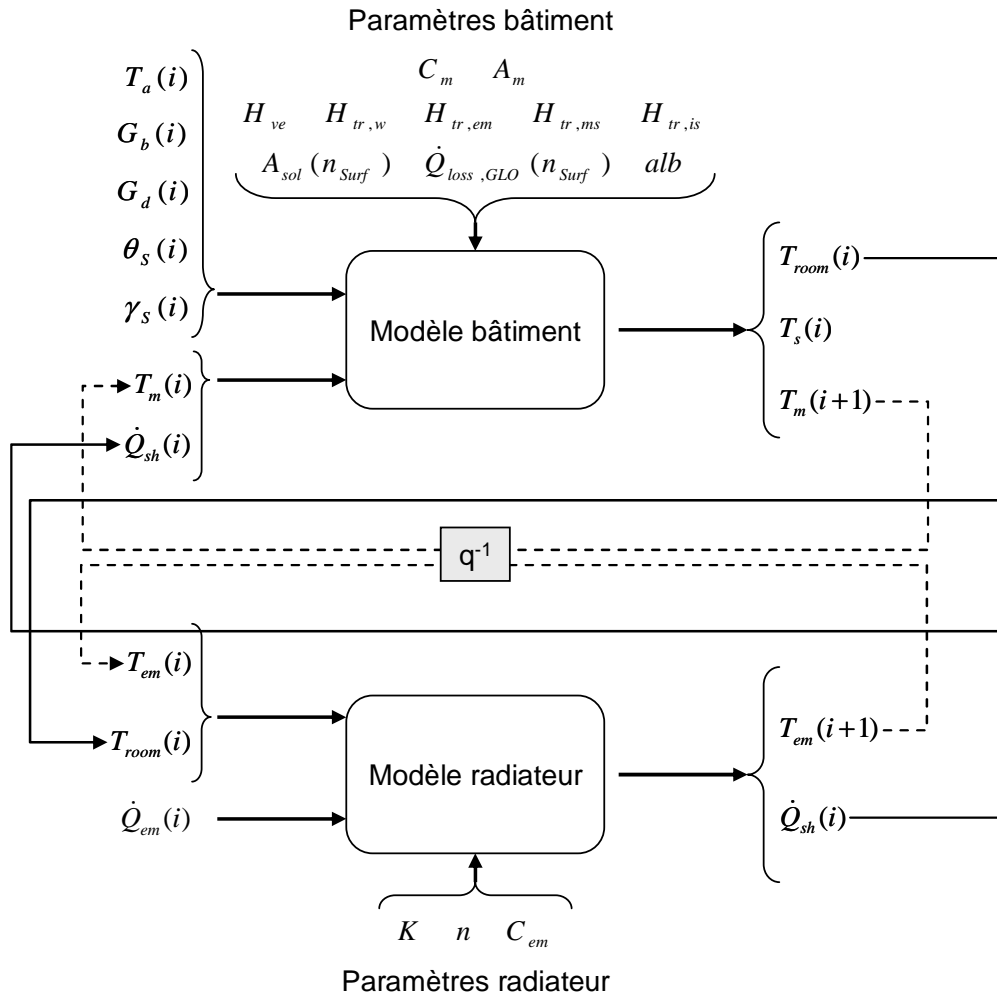 Paramètres bâtiment
C_m A_m
H_ve H_tr,w H_tr,em H_tr,ms H_tr,is
A_sol (n_Surf) Q̇_loss,GLO (n_Surf) alb
T_a(i)
G_b(i)
G_d(i)
θ_S(i)
γ_S(i)
T_m(i)
Q̇_sh(i)
Modèle bâtiment
T_room(i)
T_s(i)
T_m(i+1)
q⁻¹
T_em(i)
T_room(i)
Q̇_em(i)
Modèle radiateur
T_em(i+1)
Q̇_sh(i)
K n C_em
Paramètres radiateur